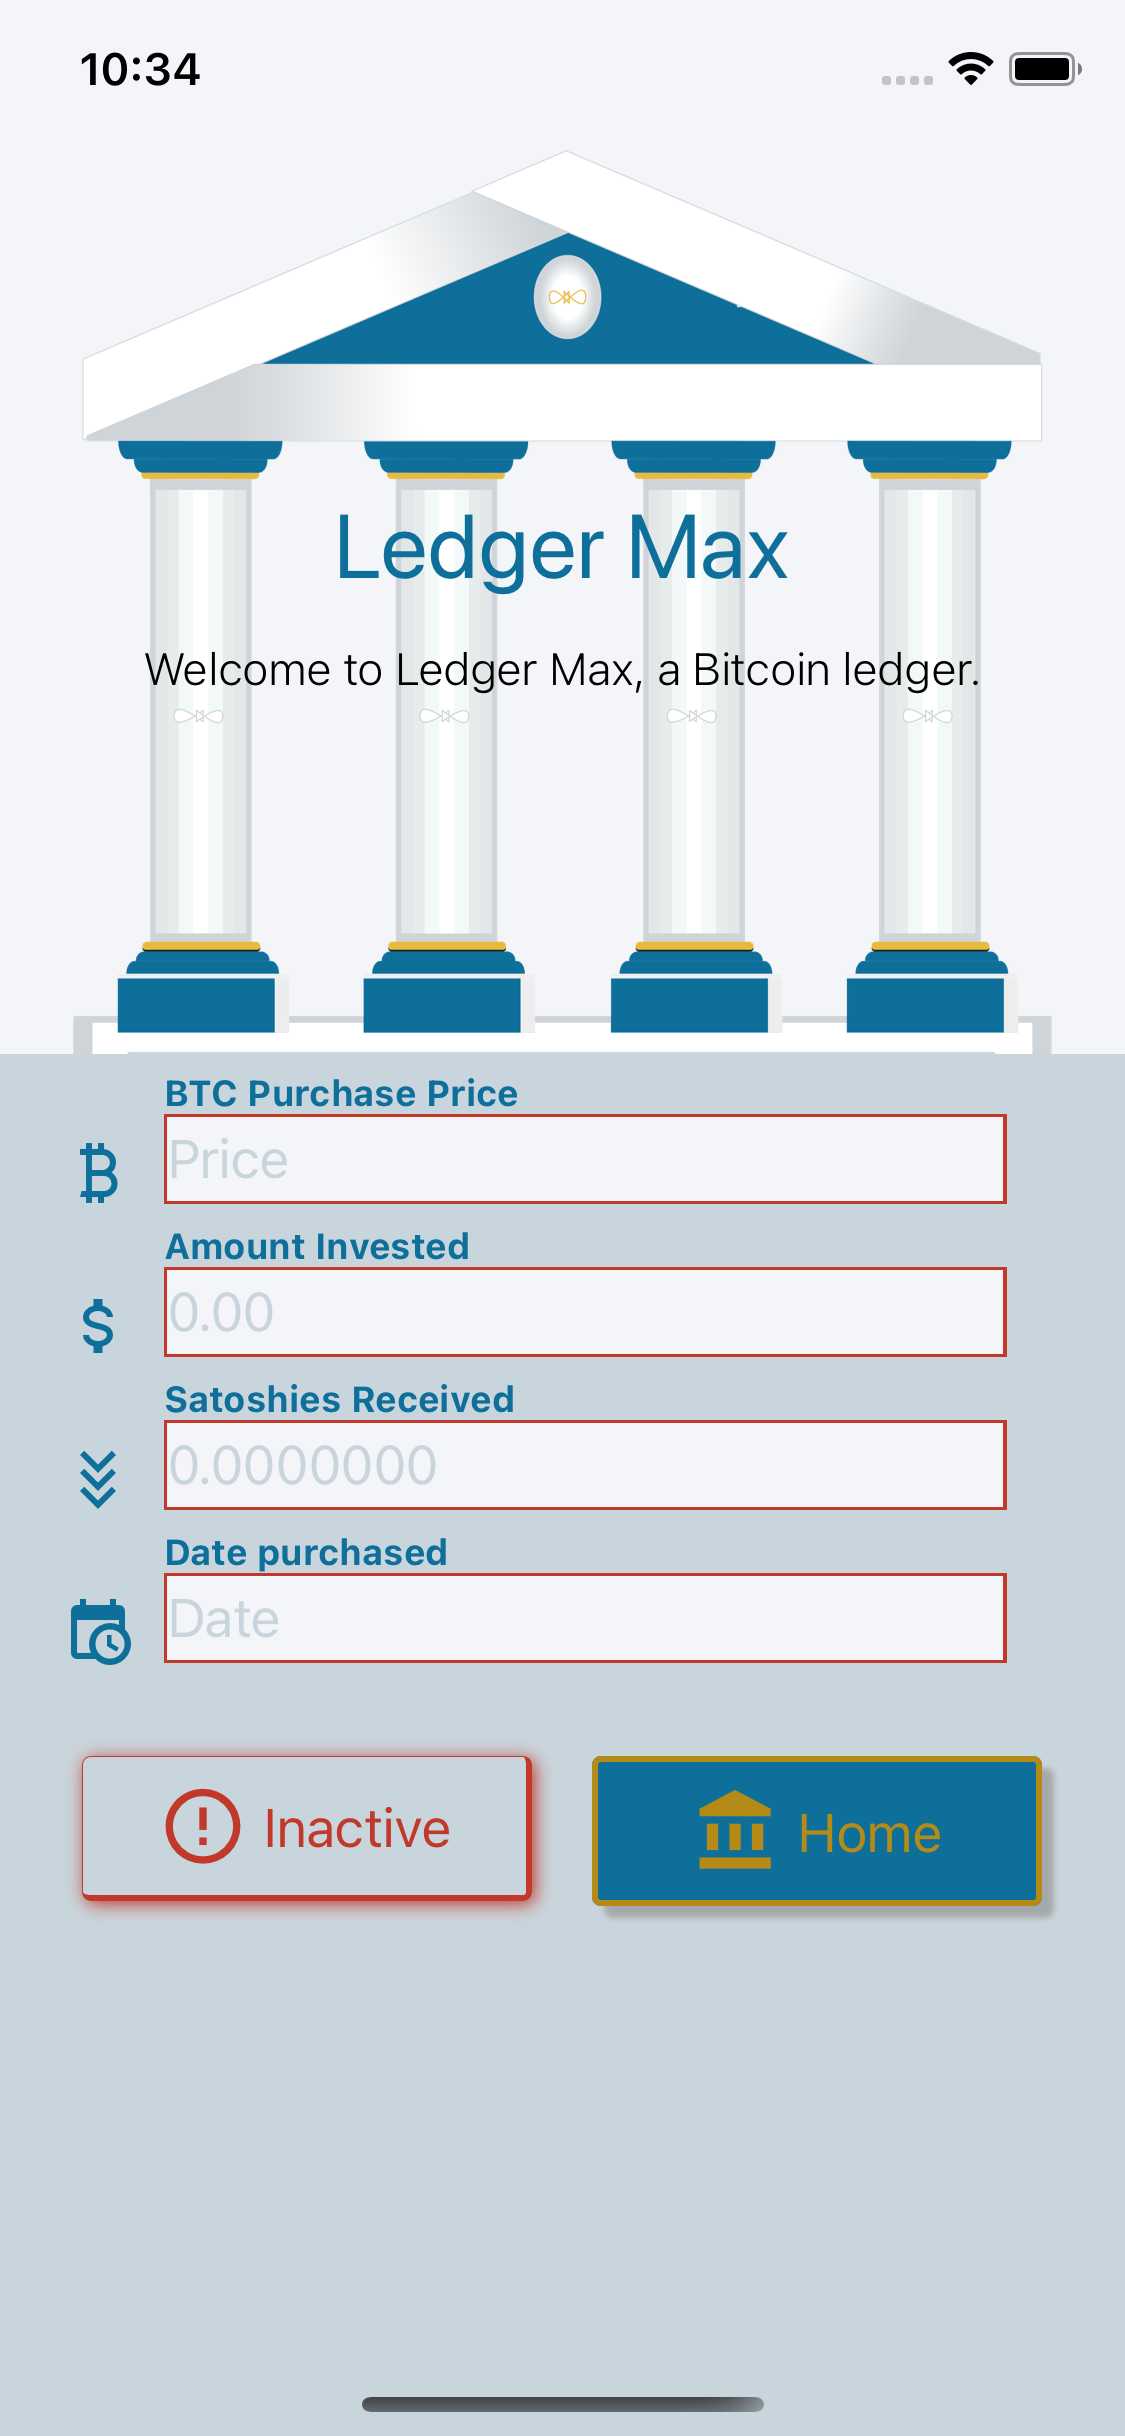 10:34
Ledger Max
Welcome to Ledger Max, a Bitcoin ledger.
BTC Purchase Price
Price
Amount Invested
0.00
Satoshies Received
0.0000000
Date purchased
Date
Inactive
Home